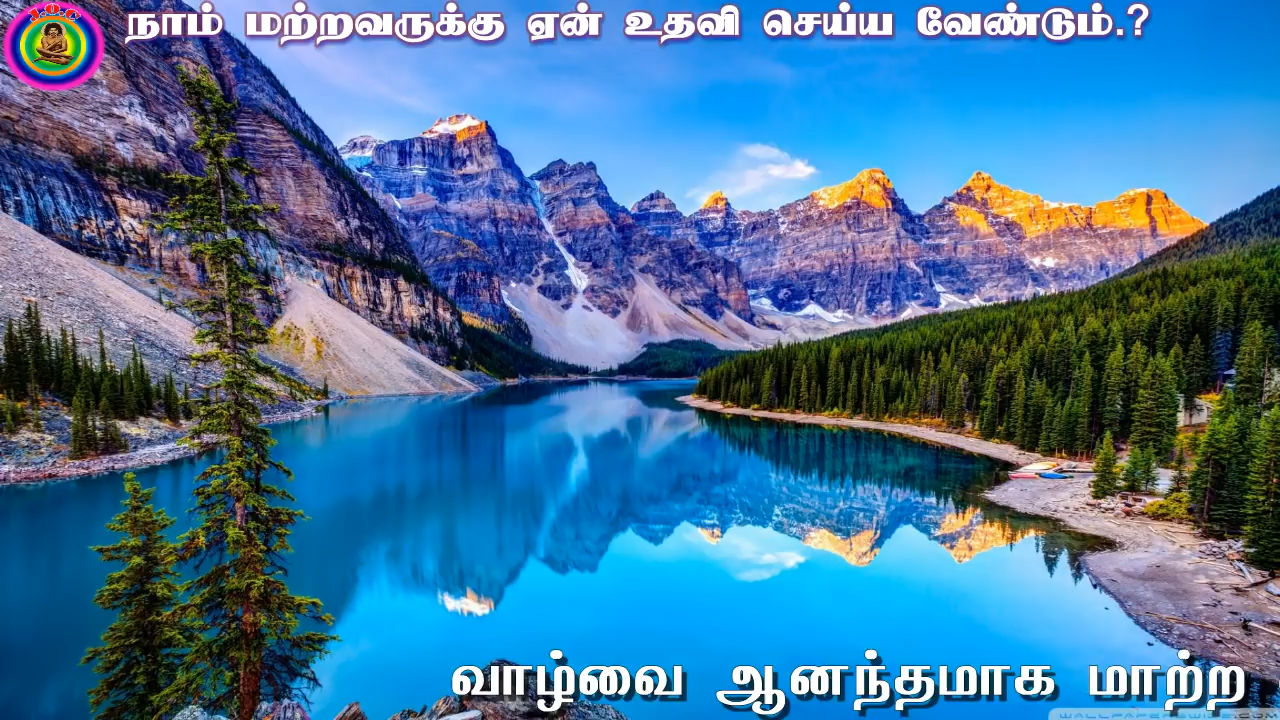 J.O.C
நாம் மற்றவருக்கு ஏன் உதவி செய்ய வேண்டும்.?
வாழ்வை ஆனந்தமாக மாற்ற